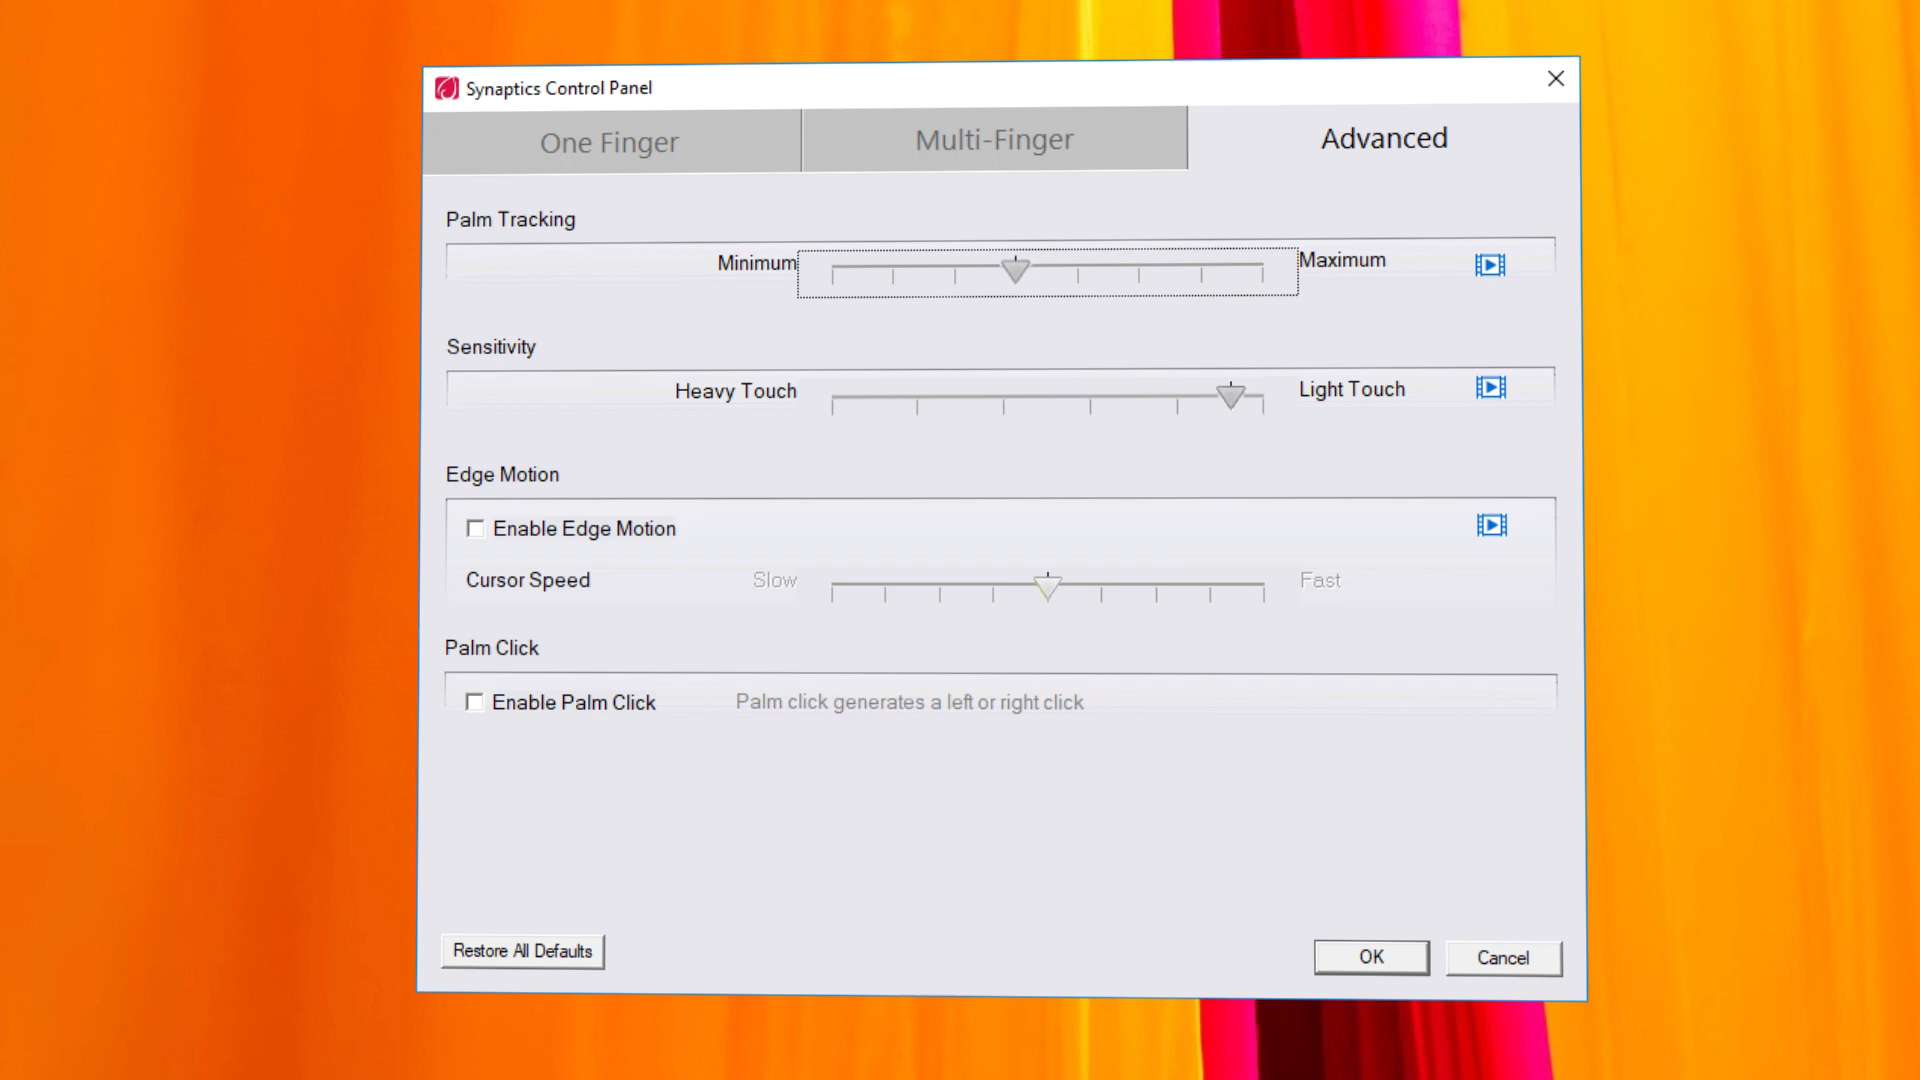 Synaptics Control Panel
One Finger
Multi-Finger
Advanced
Palm Tracking
Minimum
Maximum
Sensitivity
Heavy Touch
Light Touch
Edge Motion
Enable Edge Motion
Cursor Speed
Slow
Fast
Palm Click
Enable Palm Click
Palm click generates a left or right click
Restore All Defaults
OK
Cancel